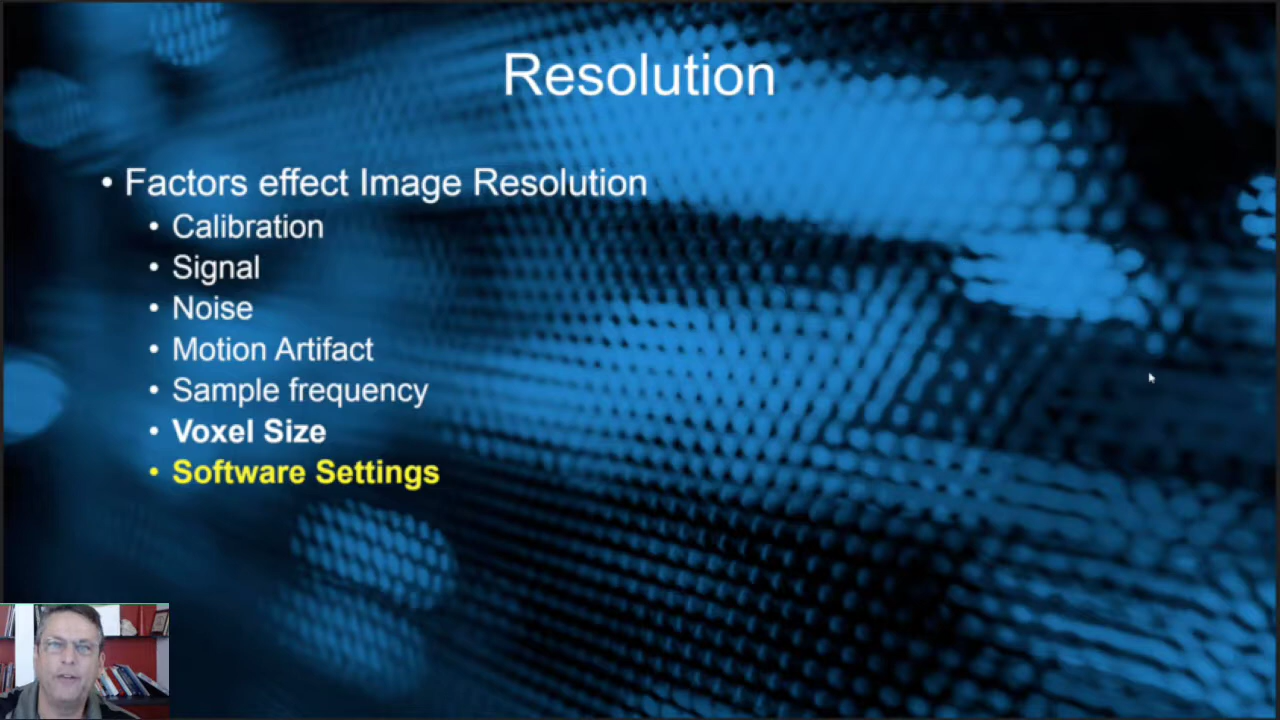 Resolution
• Factors effect Image Resolution
• Calibration
• Signal
• Noise
• Motion Artifact
• Sample frequency
• Voxel Size
• Software Settings